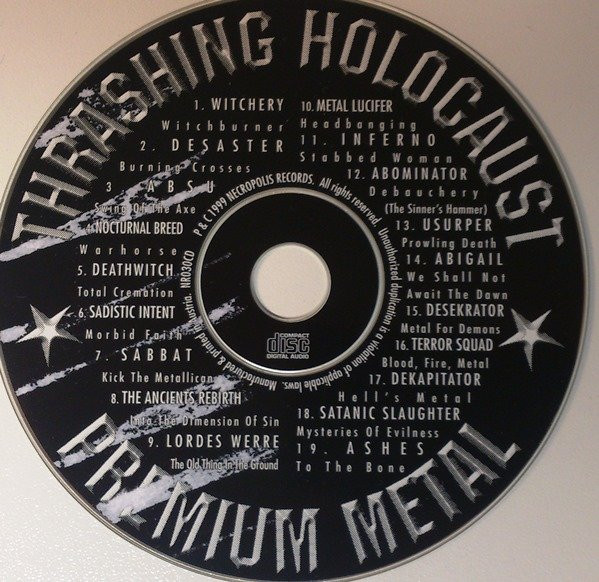 THRASHING HOLOCAUST
1. WITCHERY
Witchburner
2. DESASTER
Burning Crosses
3. ABSU
Swing Of The Axe
4. NOCTURNAL BREED
Warhorse
5. DEATHWITCH
Total Cremation
6. SADISTIC INTENT
Morbid Faith
7. SABBAT
Kick The Metallicans
8. THE ANCIENTS REBIRTH
Into The Dimension Of Sin
9. LORDES WERRE
The Old Thing In The Ground
10. METAL LUCIFER
Headbanging
11. INFERNO
Stabbed Woman
12. ABOMINATOR
Debauchery
(The Sinner's Hammer)
13. USURPER
Prowling Death
14. ABIGAIL
We Shall Not
Await The Dawn
15. DESEKRATOR
Metal For Demons
16. TERROR SQUAD
Blood, Fire, Metal
17. DEKAPITATOR
Hell's Metal
18. SATANIC SLAUGHTER
Mysteries Of Evilness
19. ASHES
To The Bone
P & C 1999 NECROPOLIS RECORDS. All rights reserved. Unauthorized duplication is a violation of applicable laws. Manufactured & printed in Austria. NR030CD
COMPACT
disc
DIGITAL AUDIO
PREMIUM METAL